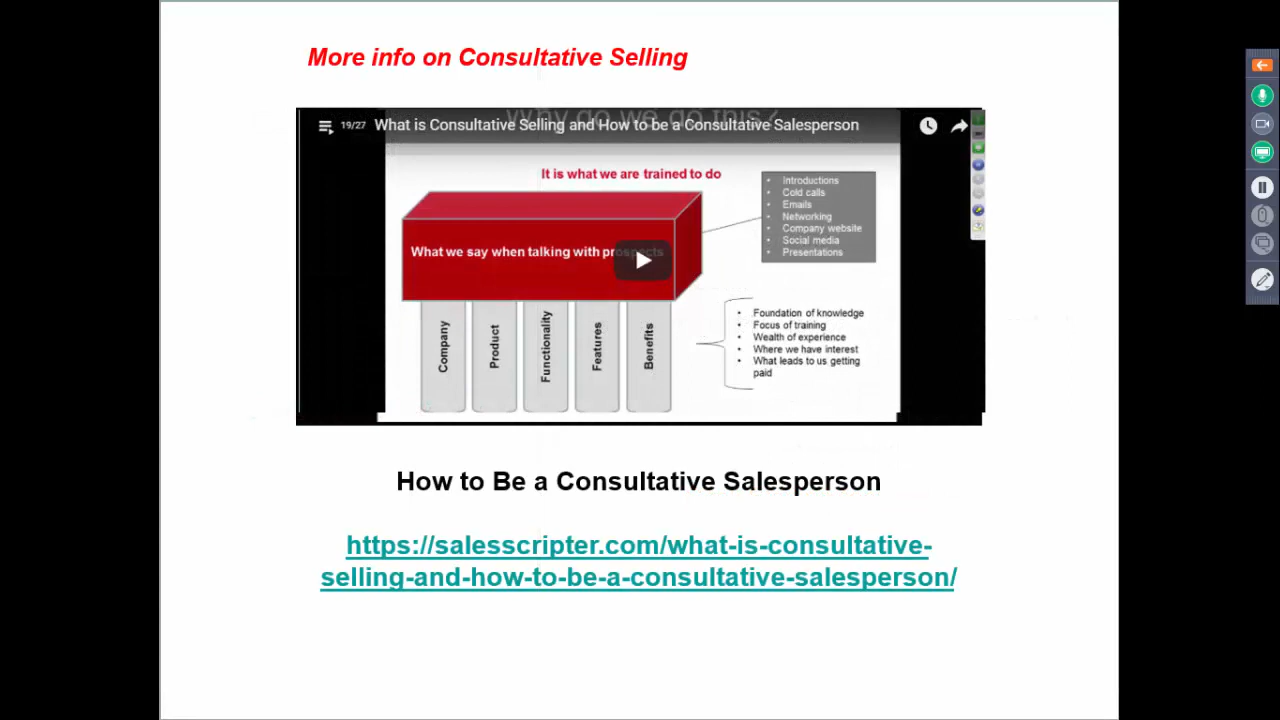 More info on Consultative Selling
Why do we do this?
19/27 What is Consultative Selling and How to be a Consultative Salesperson
It is what we are trained to do
What we say when talking with prospects
• Introductions
• Cold calls
• Emails
• Networking
• Company website
• Social media
• Presentations
Company
Product
Functionality
Features
Benefits
• Foundation of knowledge
• Focus of training
• Wealth of experience
• Where we have interest
• What leads to us getting
paid
How to Be a Consultative Salesperson
https://salesscripter.com/what-is-consultative-
selling-and-how-to-be-a-consultative-salesperson/